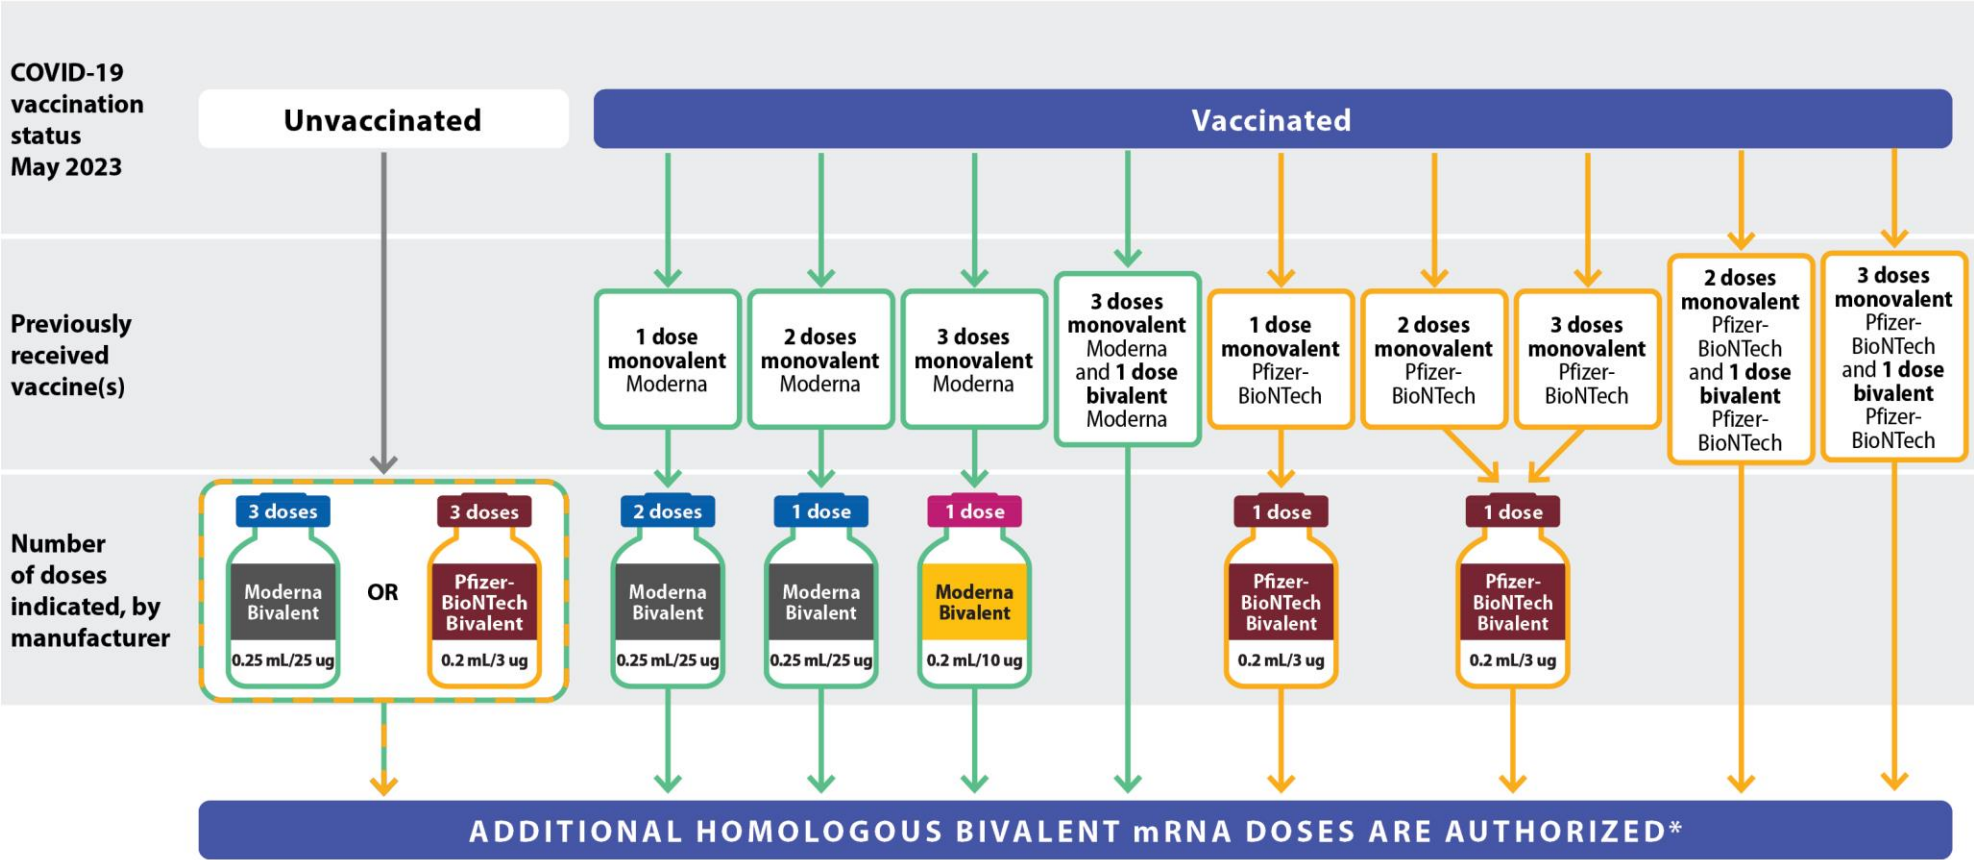 COVID-19
vaccination
status
May 2023
Unvaccinated
Vaccinated
Previously
received
vaccine(s)
1 dose
monovalent
Moderna
2 doses
monovalent
Moderna
3 doses
monovalent
Moderna
3 doses
monovalent
Moderna
and 1 dose
bivalent
Moderna
1 dose
monovalent
Pfizer-
BioNTech
2 doses
monovalent
Pfizer-
BioNTech
3 doses
monovalent
Pfizer-
BioNTech
2 doses
monovalent
Pfizer-
BioNTech
and 1 dose
bivalent
Pfizer-
BioNTech
3 doses
monovalent
Pfizer-
BioNTech
and 1 dose
bivalent
Pfizer-
BioNTech
Number
of doses
indicated, by
manufacturer
3 doses
Moderna
Bivalent
0.25 mL/25 ug
OR
3 doses
Pfizer-
BioNTech
Bivalent
0.2 mL/3 ug
2 doses
Moderna
Bivalent
0.25 mL/25 ug
1 dose
Moderna
Bivalent
0.25 mL/25 ug
1 dose
Moderna
Bivalent
0.2 mL/10 ug
1 dose
Pfizer-
BioNTech
Bivalent
0.2 mL/3 ug
1 dose
Pfizer-
BioNTech
Bivalent
0.2 mL/3 ug
ADDITIONAL HOMOLOGOUS BIVALENT mRNA DOSES ARE AUTHORIZED*